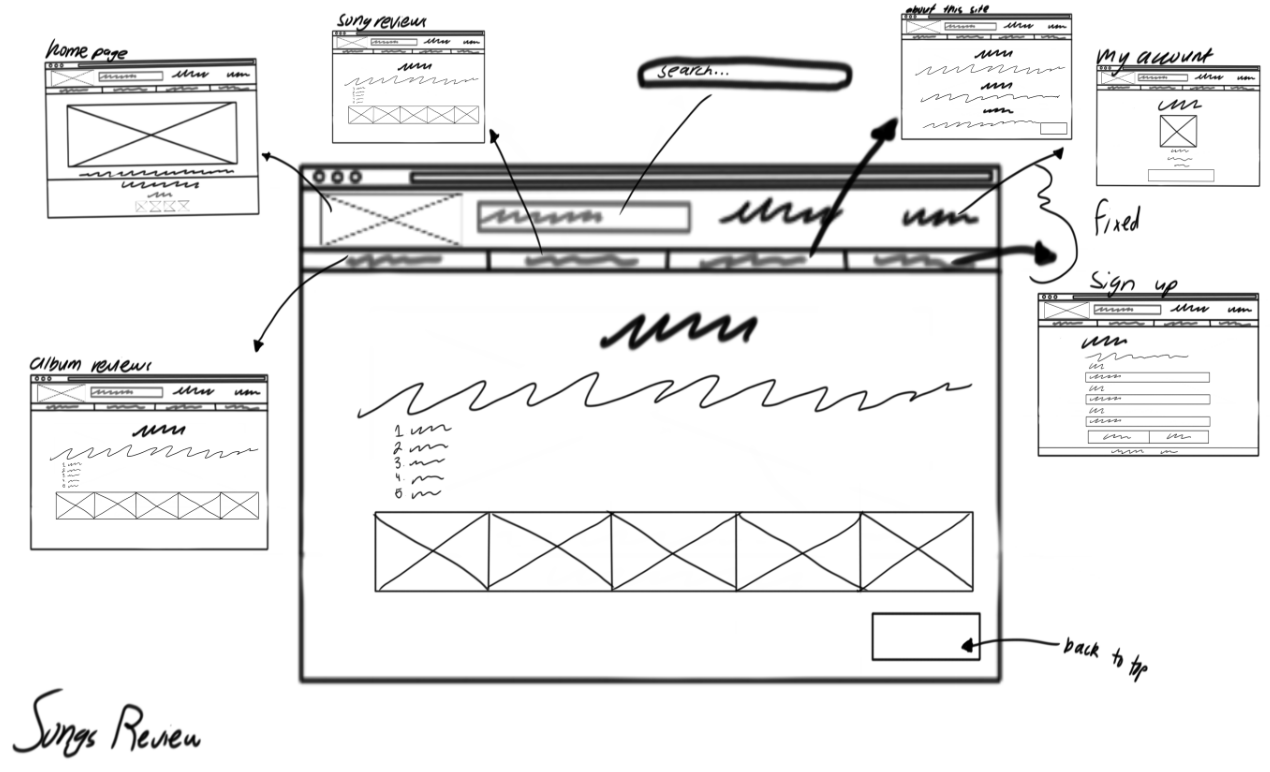 about this site
song reviews
home page
my account
search...
fixed
sign up
album reviews
1
2
3.
4.
5
back to top
Songs Review